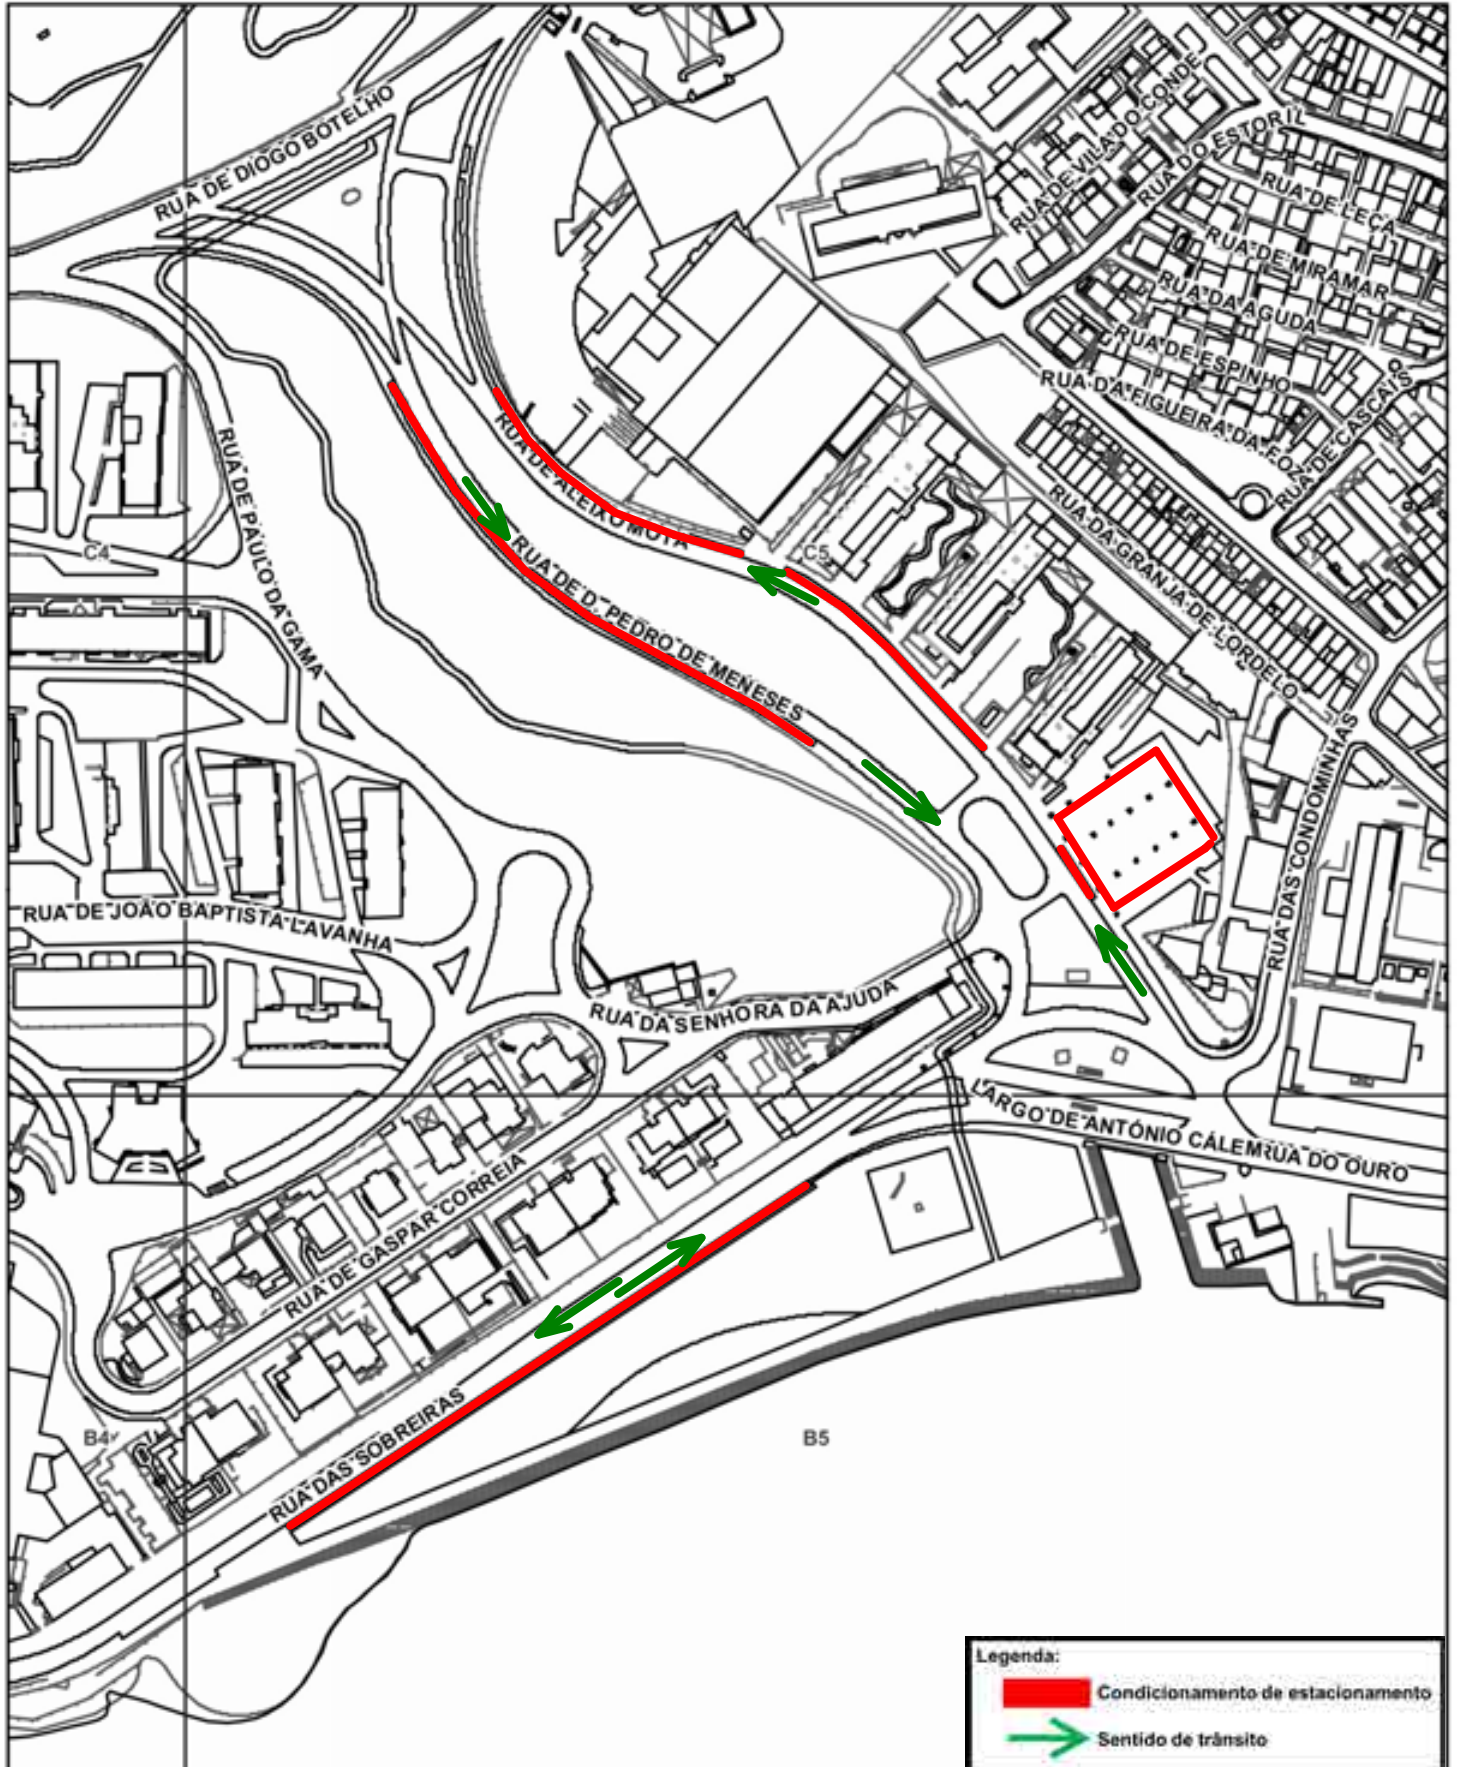 RUA DE DIOGO BOTELHO
RUA DE VILA DO CONDE
RUA DO ESTORIL
RUA DE LEÇA
RUA DE MIRAMAR
RUA DA AGUDA
RUA DE ESPINHO
RUA DA FIGUEIRA DA FOZ
RUA DE CASCAIS
RUA DE ALEIXO MOTA
RUA DE PAULO DA GAMA
RUA DA GRANJA DE LORDELO
C4
C5
RUA DE D. PEDRO DE MENESES
RUA DAS CONDOMINHAS
RUA DE JOÃO BAPTISTA LAVANHA
RUA DA SENHORA DA AJUDA
LARGO DE ANTÓNIO CÁLEM
RUA DO OURO
RUA DE GASPAR CORREIA
RUA DAS SOBREIRAS
B4
B5
Legenda:
Condicionamento de estacionamento
Sentido de trânsito